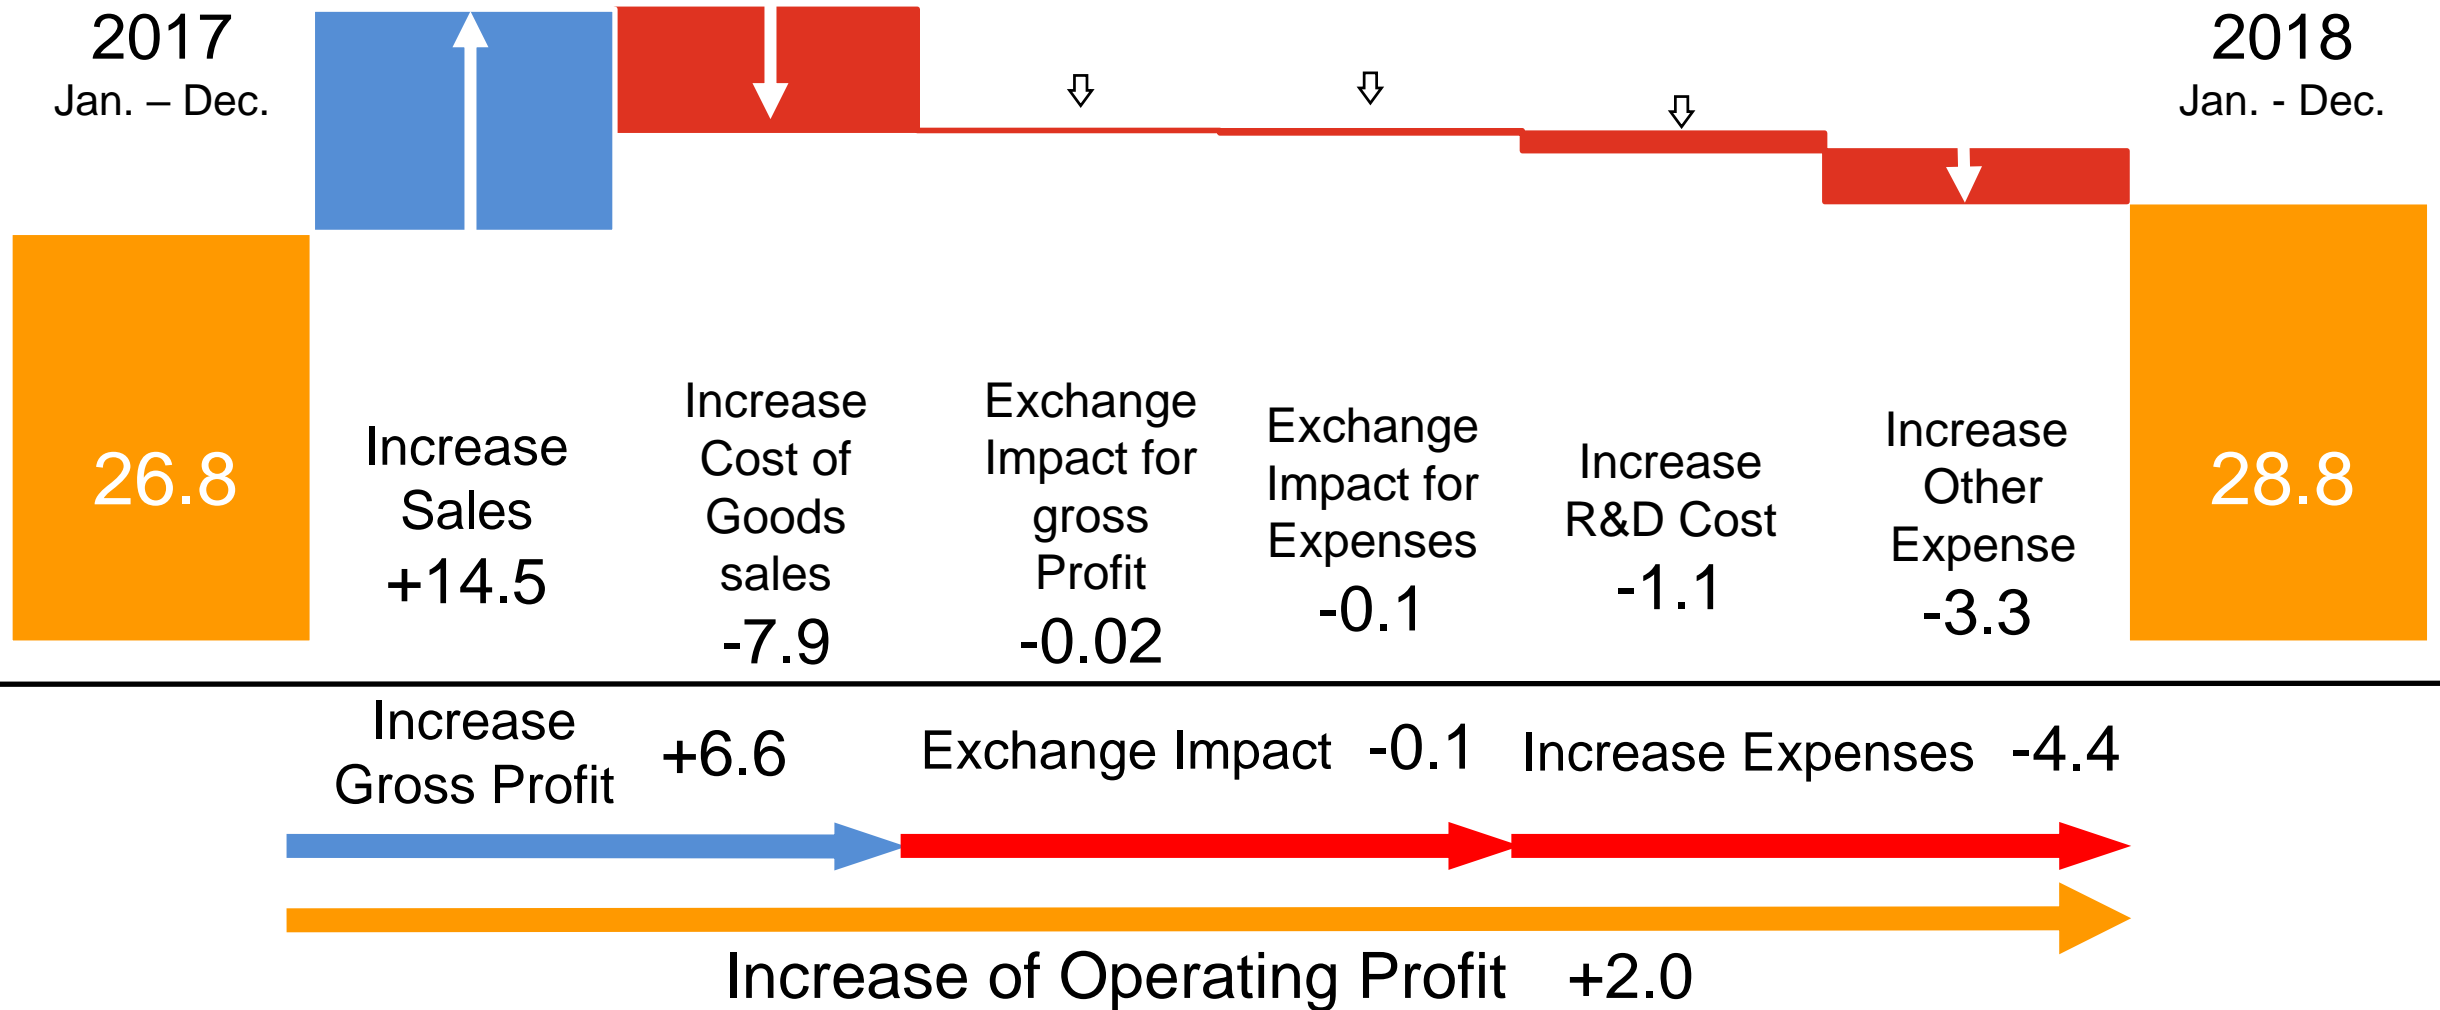 2017
Jan. – Dec.
2018
Jan. - Dec.
26.8
Increase
Sales
+14.5
Increase
Cost of
Goods
sales
-7.9
Exchange
Impact for
gross
Profit
-0.02
Exchange
Impact for
Expenses
-0.1
Increase
R&D Cost
-1.1
Increase
Other
Expense
-3.3
28.8
Increase
Gross Profit
+6.6
Exchange Impact -0.1
Increase Expenses -4.4
Increase of Operating Profit +2.0